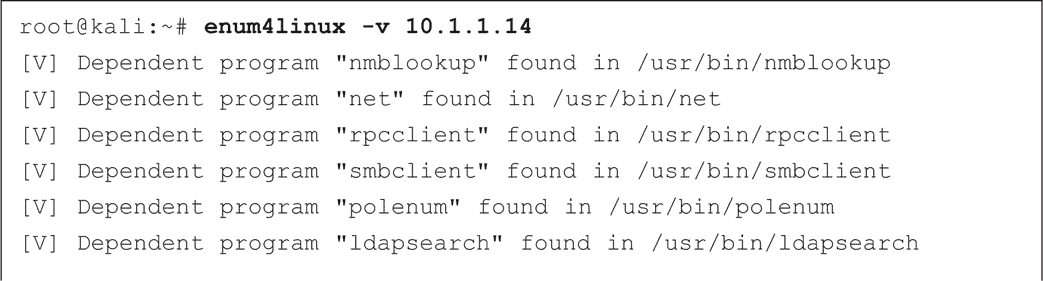 root@kali:~# enum4linux -v 10.1.1.14
[V] Dependent program "nmblookup" found in /usr/bin/nmblookup
[V] Dependent program "net" found in /usr/bin/net
[V] Dependent program "rpcclient" found in /usr/bin/rpcclient
[V] Dependent program "smbclient" found in /usr/bin/smbclient
[V] Dependent program "polenum" found in /usr/bin/polenum
[V] Dependent program "ldapsearch" found in /usr/bin/ldapsearch